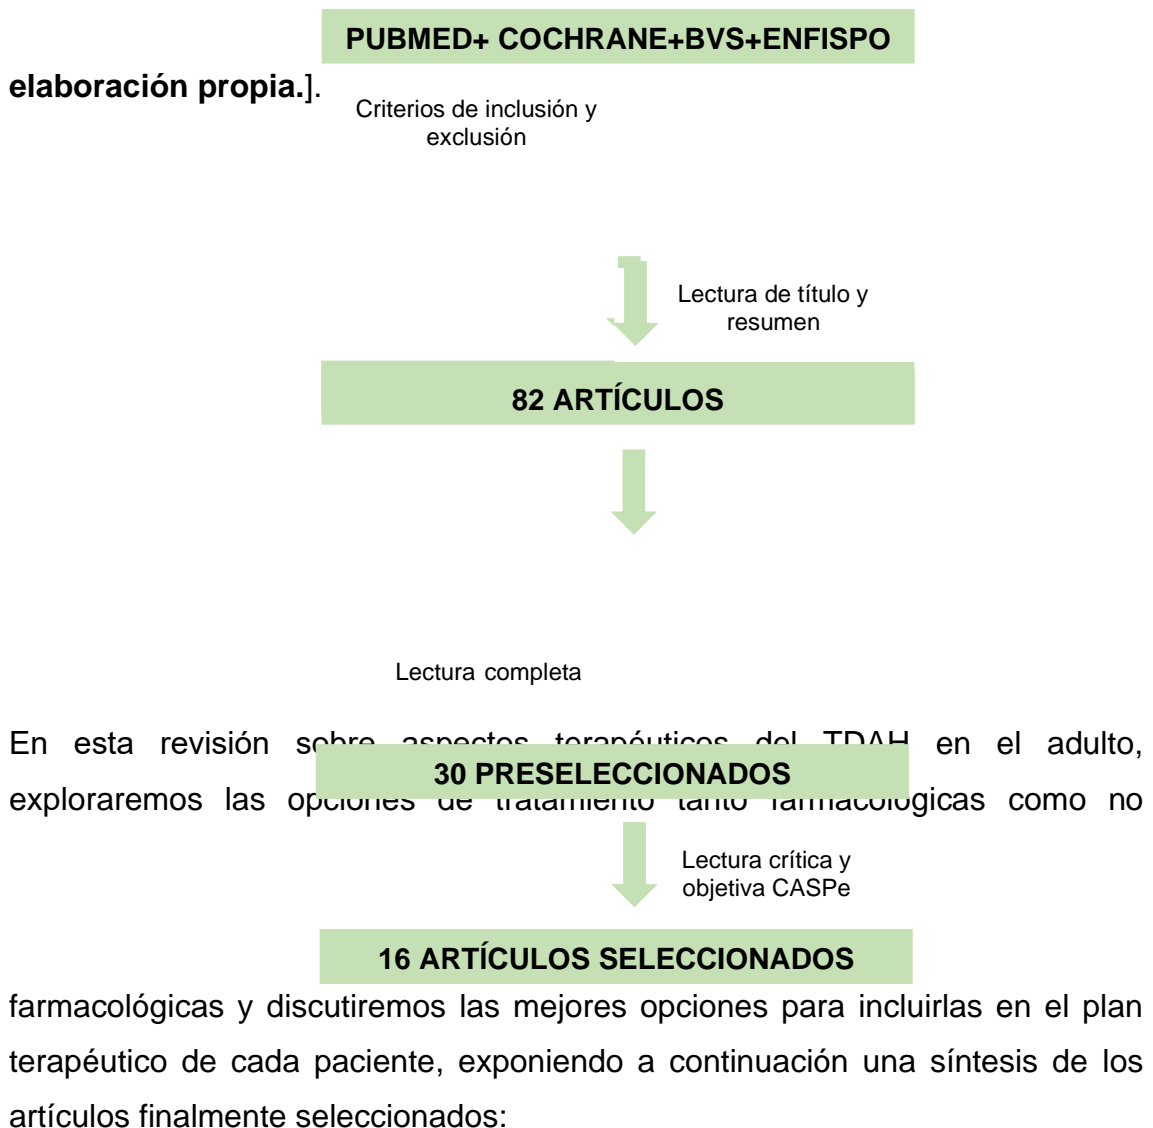 PUBMED+ COCHRANE+BVS+ENFISPO
elaboración propia.].
Criterios de inclusión y
exclusión
Lectura de título y
resumen
82 ARTÍCULOS
Lectura completa
En esta revisión sobre aspectos terapéuticos del TDAH en el adulto,
30 PRESELECCIONADOS
exploraremos las opciones de tratamiento tanto farmacológicas como no
Lectura crítica y
objetiva CASPe
16 ARTÍCULOS SELECCIONADOS
farmacológicas y discutiremos las mejores opciones para incluirlas en el plan
terapéutico de cada paciente, exponiendo a continuación una síntesis de los
artículos finalmente seleccionados: